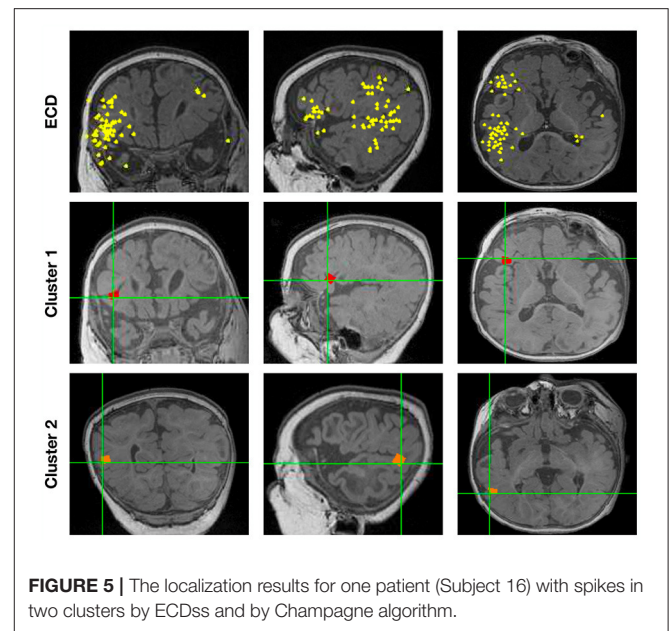 ECD
Cluster 1
Cluster 2
FIGURE 5 | The localization results for one patient (Subject 16) with spikes in
two clusters by ECDss and by Champagne algorithm.